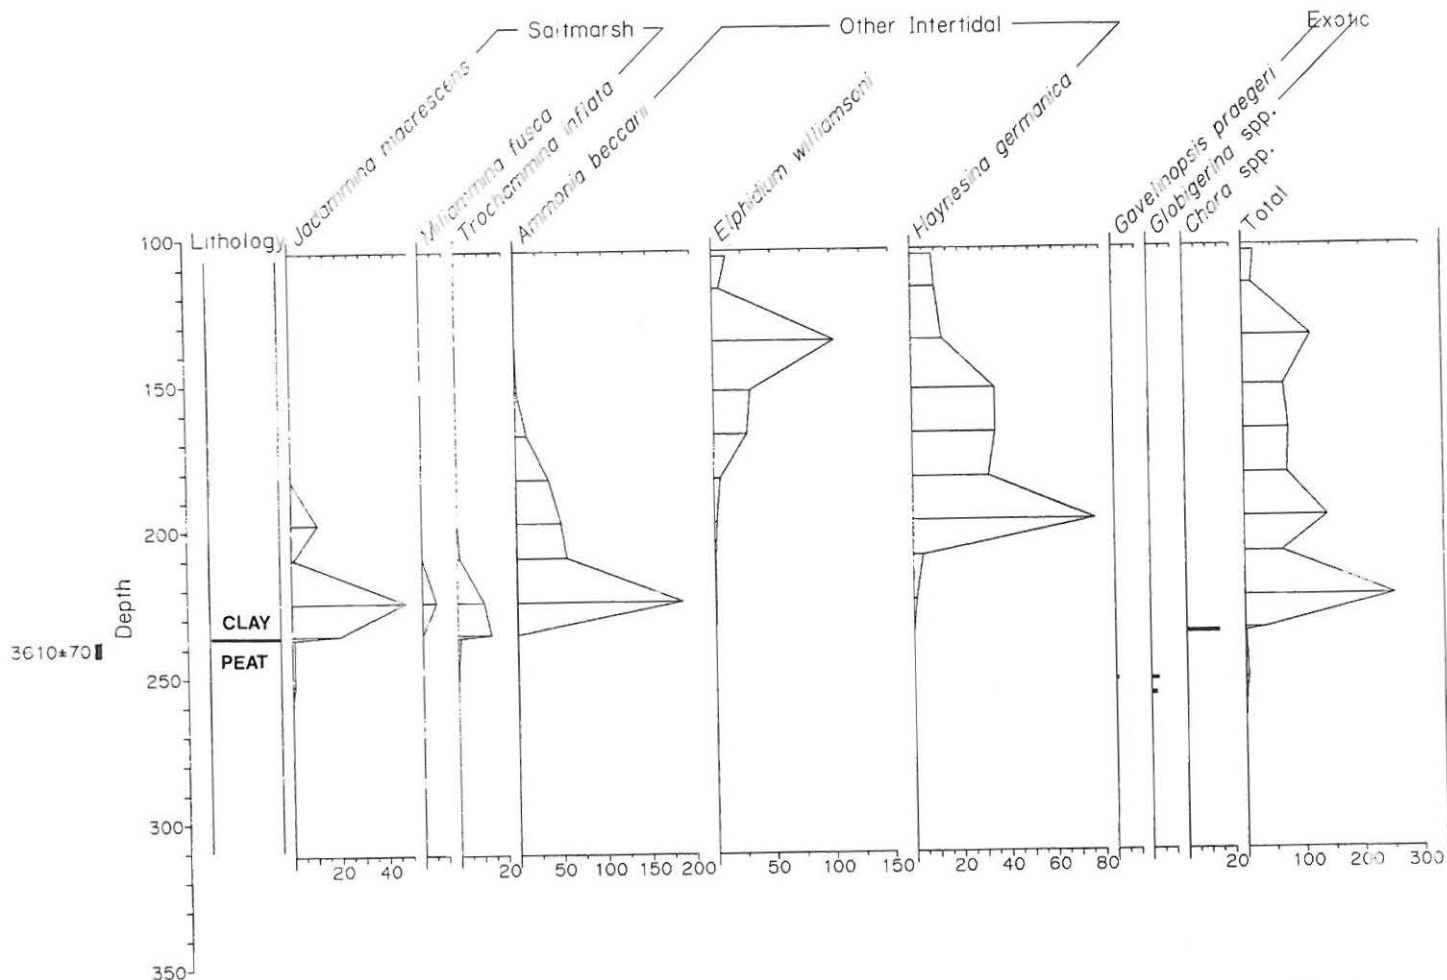 Saltmarsh
Other Intertidal
Exotic
Jadammina macrescens
Miliammina fusca
Trochammina inflata
Ammonia beccarii
Elphidium williamsoni
Haynesina germanica
Gavelinopsis praegeri
Globigerina spp.
Chara spp.
Total
Lithology
100
150
200
250
300
350
Depth
CLAY
PEAT
3610±70
20 40
20
50 100 150 200
50 100 150
20 40 60 80
20
100 200 300